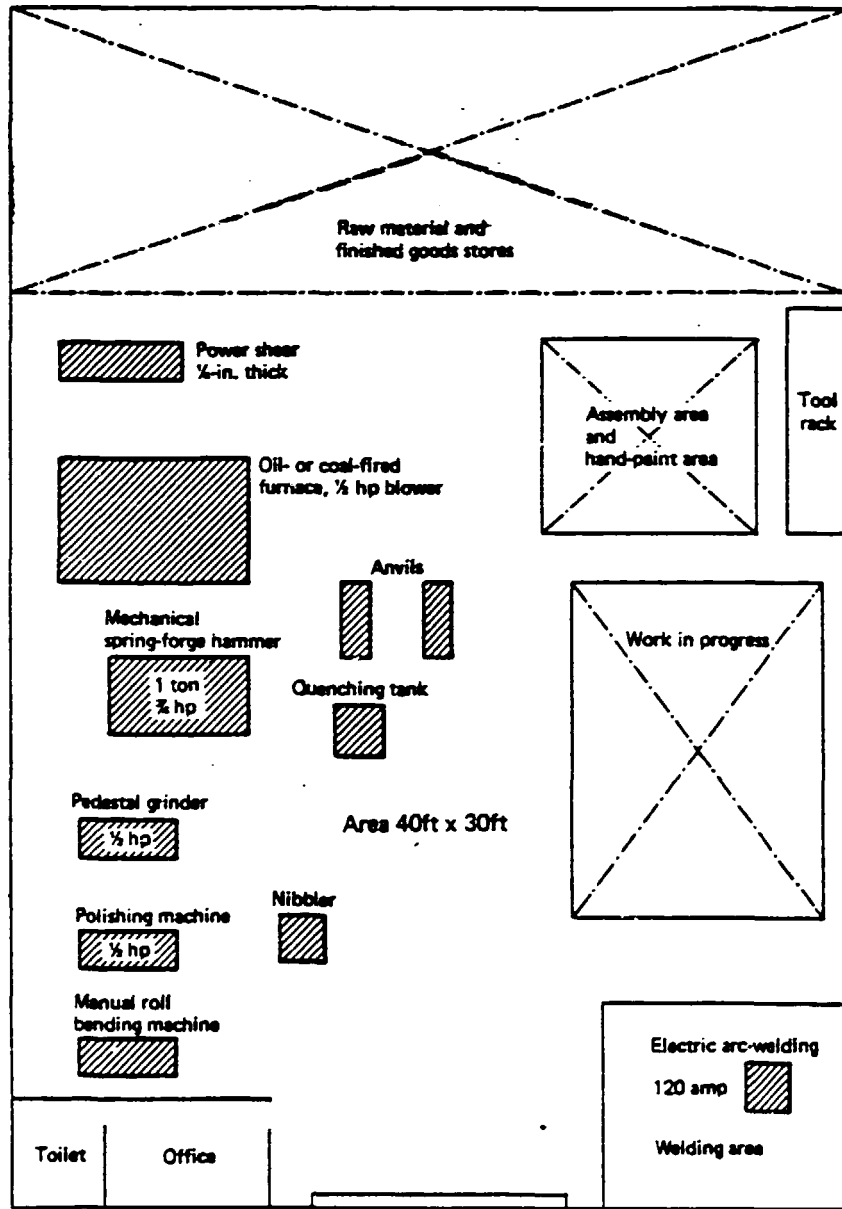 Raw material and
finished goods stores
Power shear
⅛-in. thick
Assembly area
and
hand-paint area
Tool
rack
Oil- or coal-fired
furnace, ½ hp blower
Anvils
Mechanical
spring-forge hammer
1 ton
hp
Quenching tank
Work in progress
Pedestal grinder
½ hp
Area 40ft x 30ft
Nibbler
Polishing machine
½ hp
Manual roll
bending machine
Electric arc-welding
120 amp
Welding area
Toilet
Office